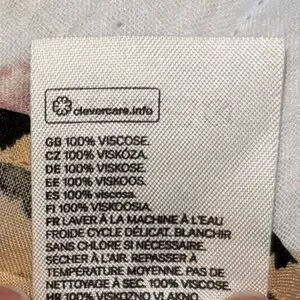 clevercare.info
GB 100% VISCOSE.
CZ 100% VISKÓZA.
DE 100% VISKOSE.
EE 100% VISKOOS.
ES 100% viscosa.
FI 100% VISKOOSIA.
FR LAVER À LA MACHINE À L'EAU
FROIDE CYCLE DÉLICAT. BLANCHIR
SANS CHLORE SI NÉCESSAIRE.
SÉCHER À L'AIR. REPASSER À
TEMPÉRATURE MOYENNE. PAS DE
NETTOYAGE À SEC. 100% VISCOSE.
HR 100% VISKOZNO VLAKNO.